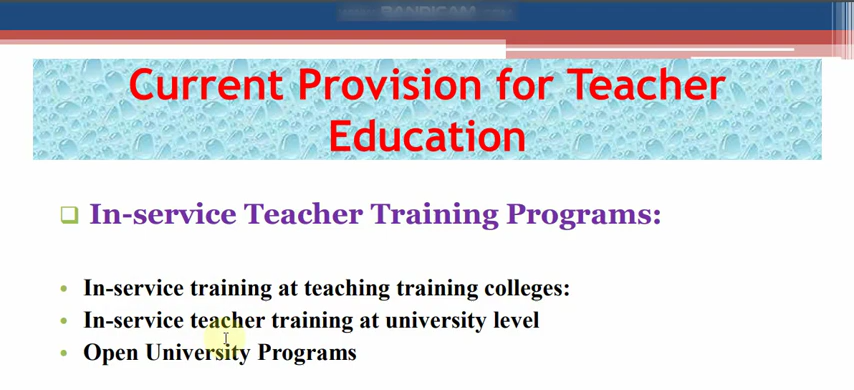 BANDICAM
Current Provision for Teacher
Education
In-service Teacher Training Programs:
In-service training at teaching training colleges:
In-service teacher training at university level
Open University Programs